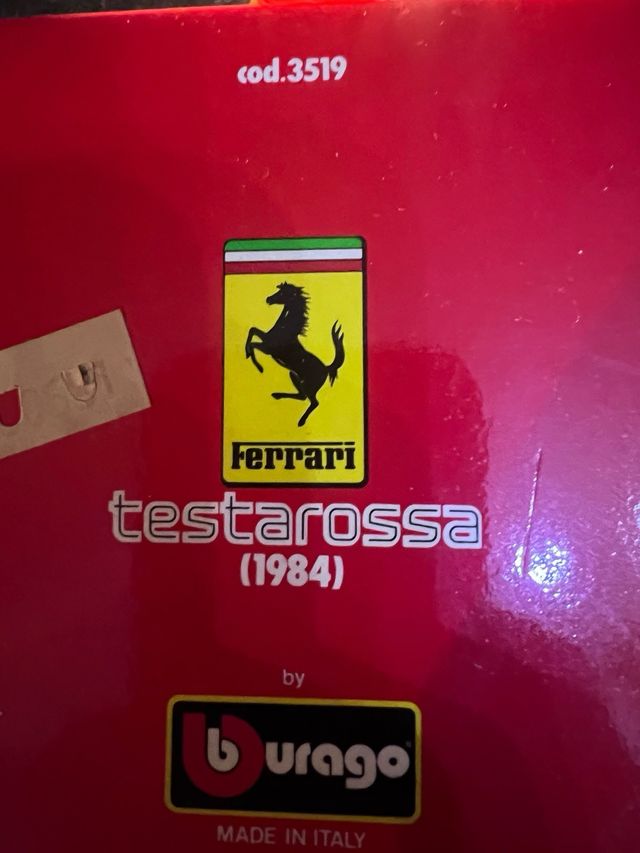 cod.3519
Ferrari
testarossa
(1984)
by
burago
MADE IN ITALY